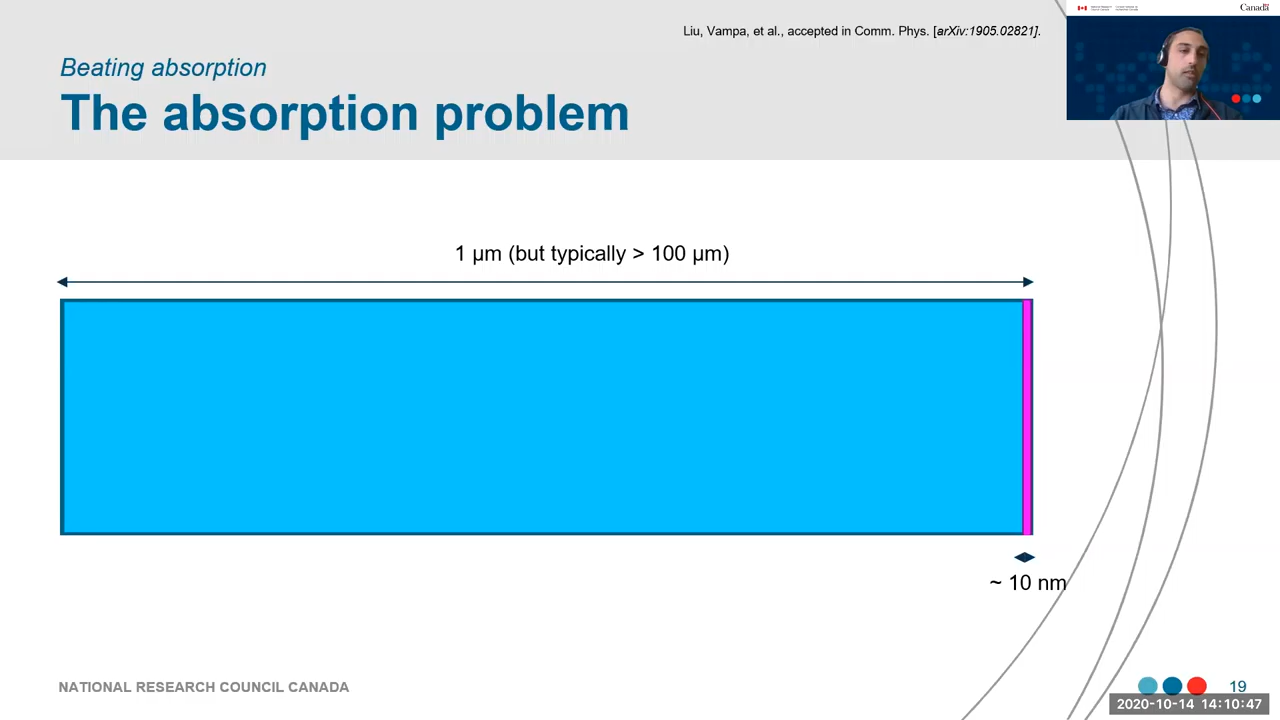 Liu, Vampa, et al., accepted in Comm. Phys. [arXiv:1905.02821].
Canada
Beating absorption
The absorption problem
1 µm (but typically > 100 µm)
~ 10 nm
NATIONAL RESEARCH COUNCIL CANADA
19
2020-10-14 14:10:47